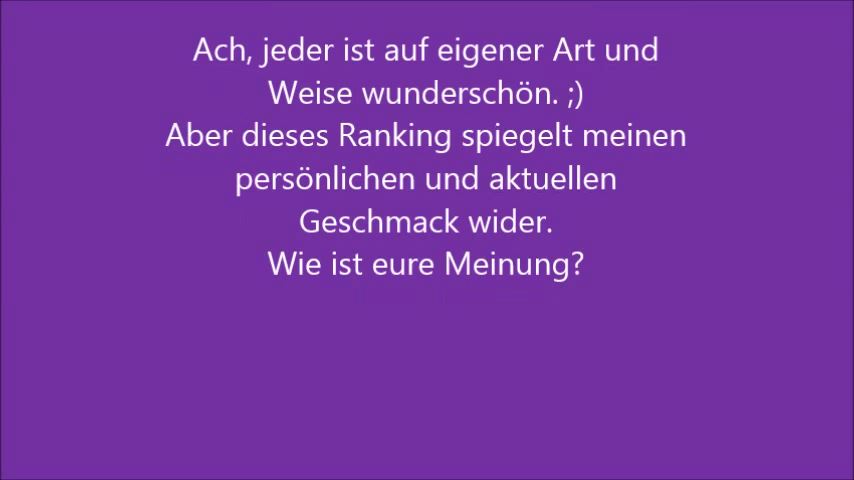 Ach, jeder ist auf eigener Art und
Weise wunderschön. ;)
Aber dieses Ranking spiegelt meinen
persönlichen und aktuellen
Geschmack wider.
Wie ist eure Meinung?